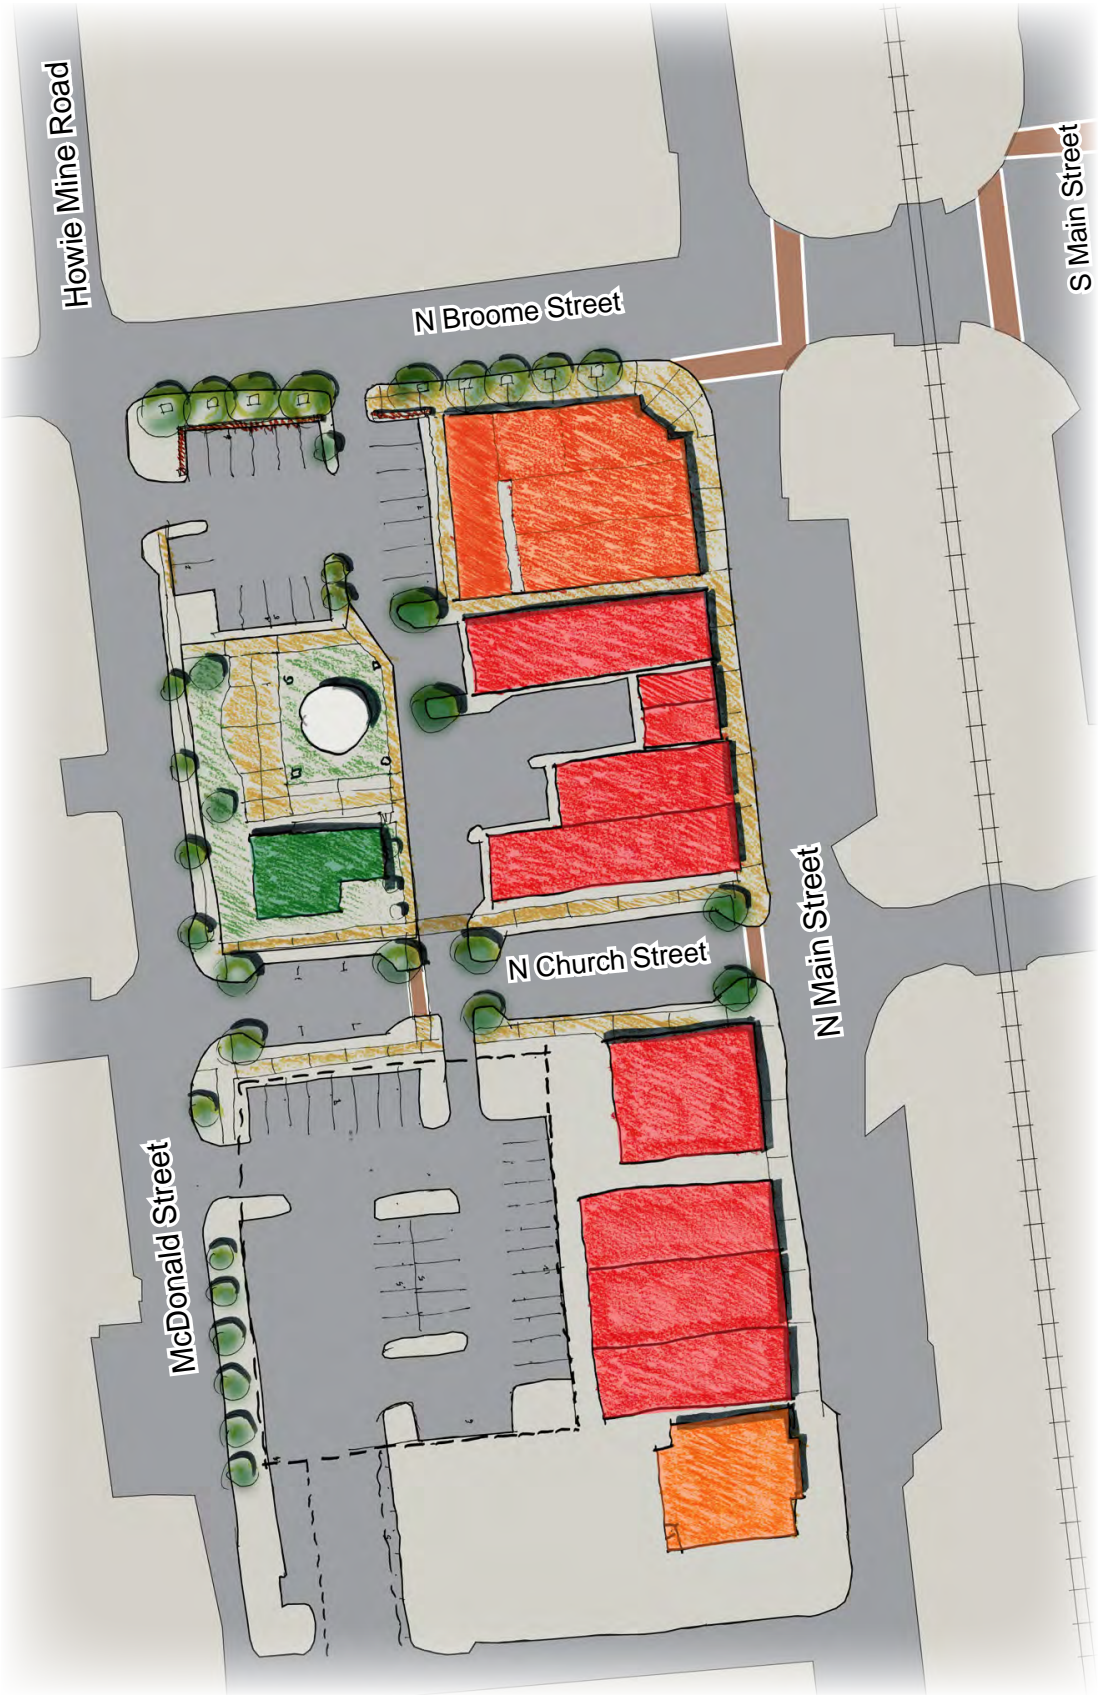 Howie Mine Road
S Main Street
N Broome Street
N Church Street
N Main Street
McDonald Street